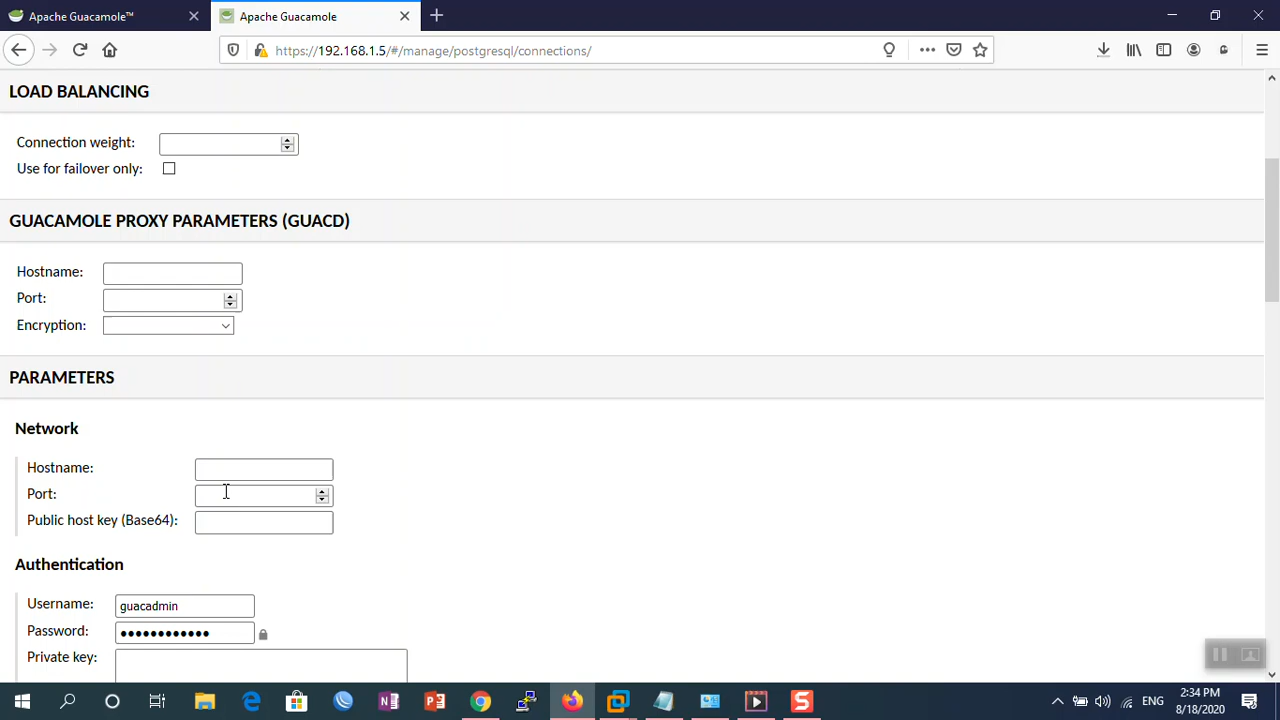 Apache Guacamole™
Apache Guacamole
https://192.168.1.5/#/manage/postgresql/connections/
LOAD BALANCING
Connection weight:
Use for failover only:
GUACAMOLE PROXY PARAMETERS (GUACD)
Hostname:
Port:
Encryption:
PARAMETERS
Network
Hostname:
Port:
Public host key (Base64):
Authentication
Username: guacadmin
Password: ●●●●●●●●●●●●
Private key:
ENG
2:34 PM
8/18/2020